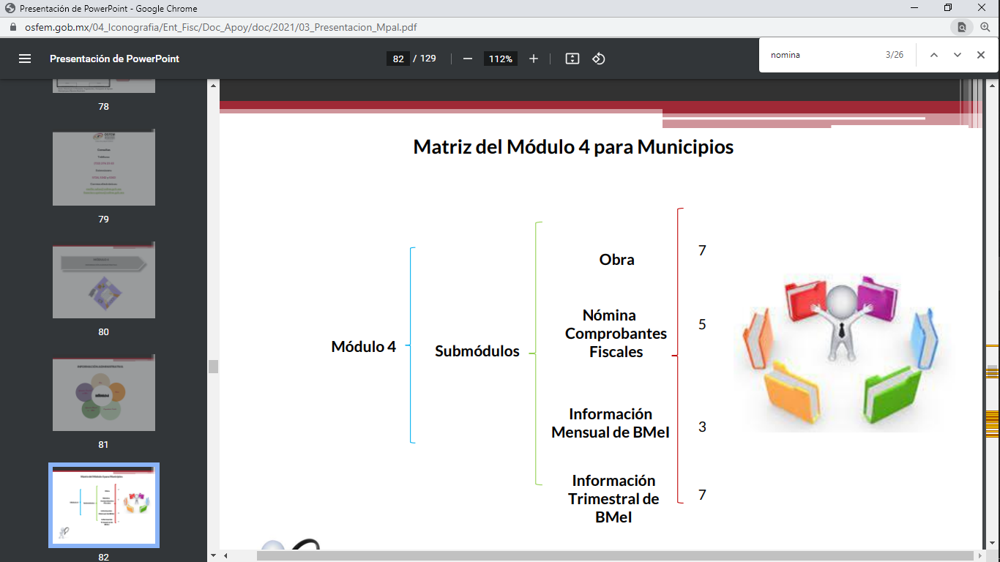 Presentación de PowerPoint - Google Chrome
osfem.gob.mx/04_Iconografia/Ent_Fisc/Doc_Apoy/doc/2021/03_Presentacion_Mpal.pdf
Presentación de PowerPoint
82 / 129
112%
nomina
3/26
78
79
80
81
82
Matriz del Módulo 4 para Municipios
Módulo 4
Submódulos
Obra
7
Nómina
Comprobantes
Fiscales
5
Información
Mensual de BMeI
3
Información
Trimestral de
BMeI
7